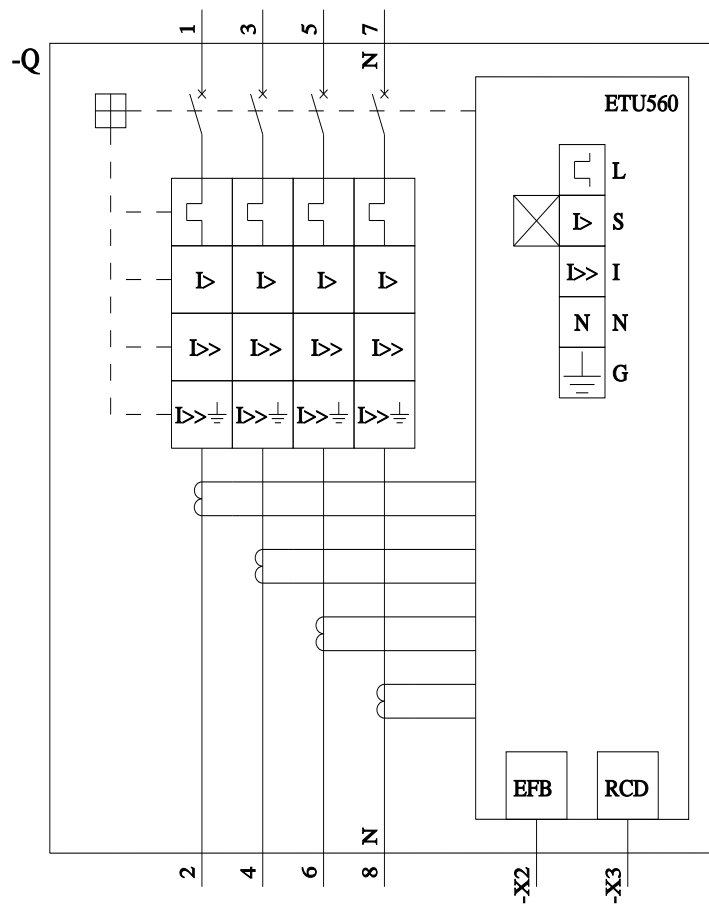 1 3 5 7
-Q N
ETU560
L
S
I> I> I> I> I>
I>> I
I>> I>> I>> I>>
N N
G
I>> I>> I>> I>>
EFB RCD
N
2 4 6 8 -X2 -X3